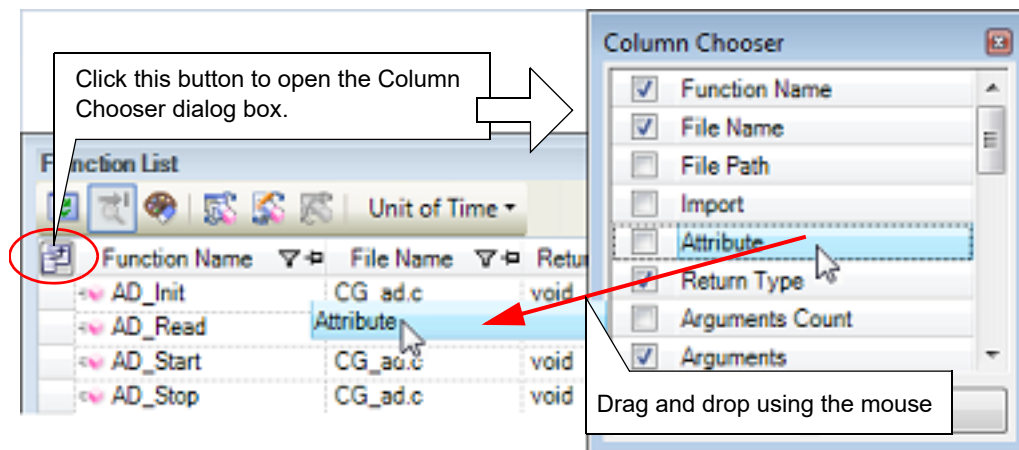 Column Chooser
Click this button to open the Column
Chooser dialog box.
Function Name
File Name
File Path
Import
Attribute
Return Type
Arguments Count
Arguments
Function List
Unit of Time
Function Name File Name
AD_Init CG_ad.c void
AD_Read Attribute
AD_Start CG_ad.c void
AD_Stop CG_ad.c void
Drag and drop using the mouse